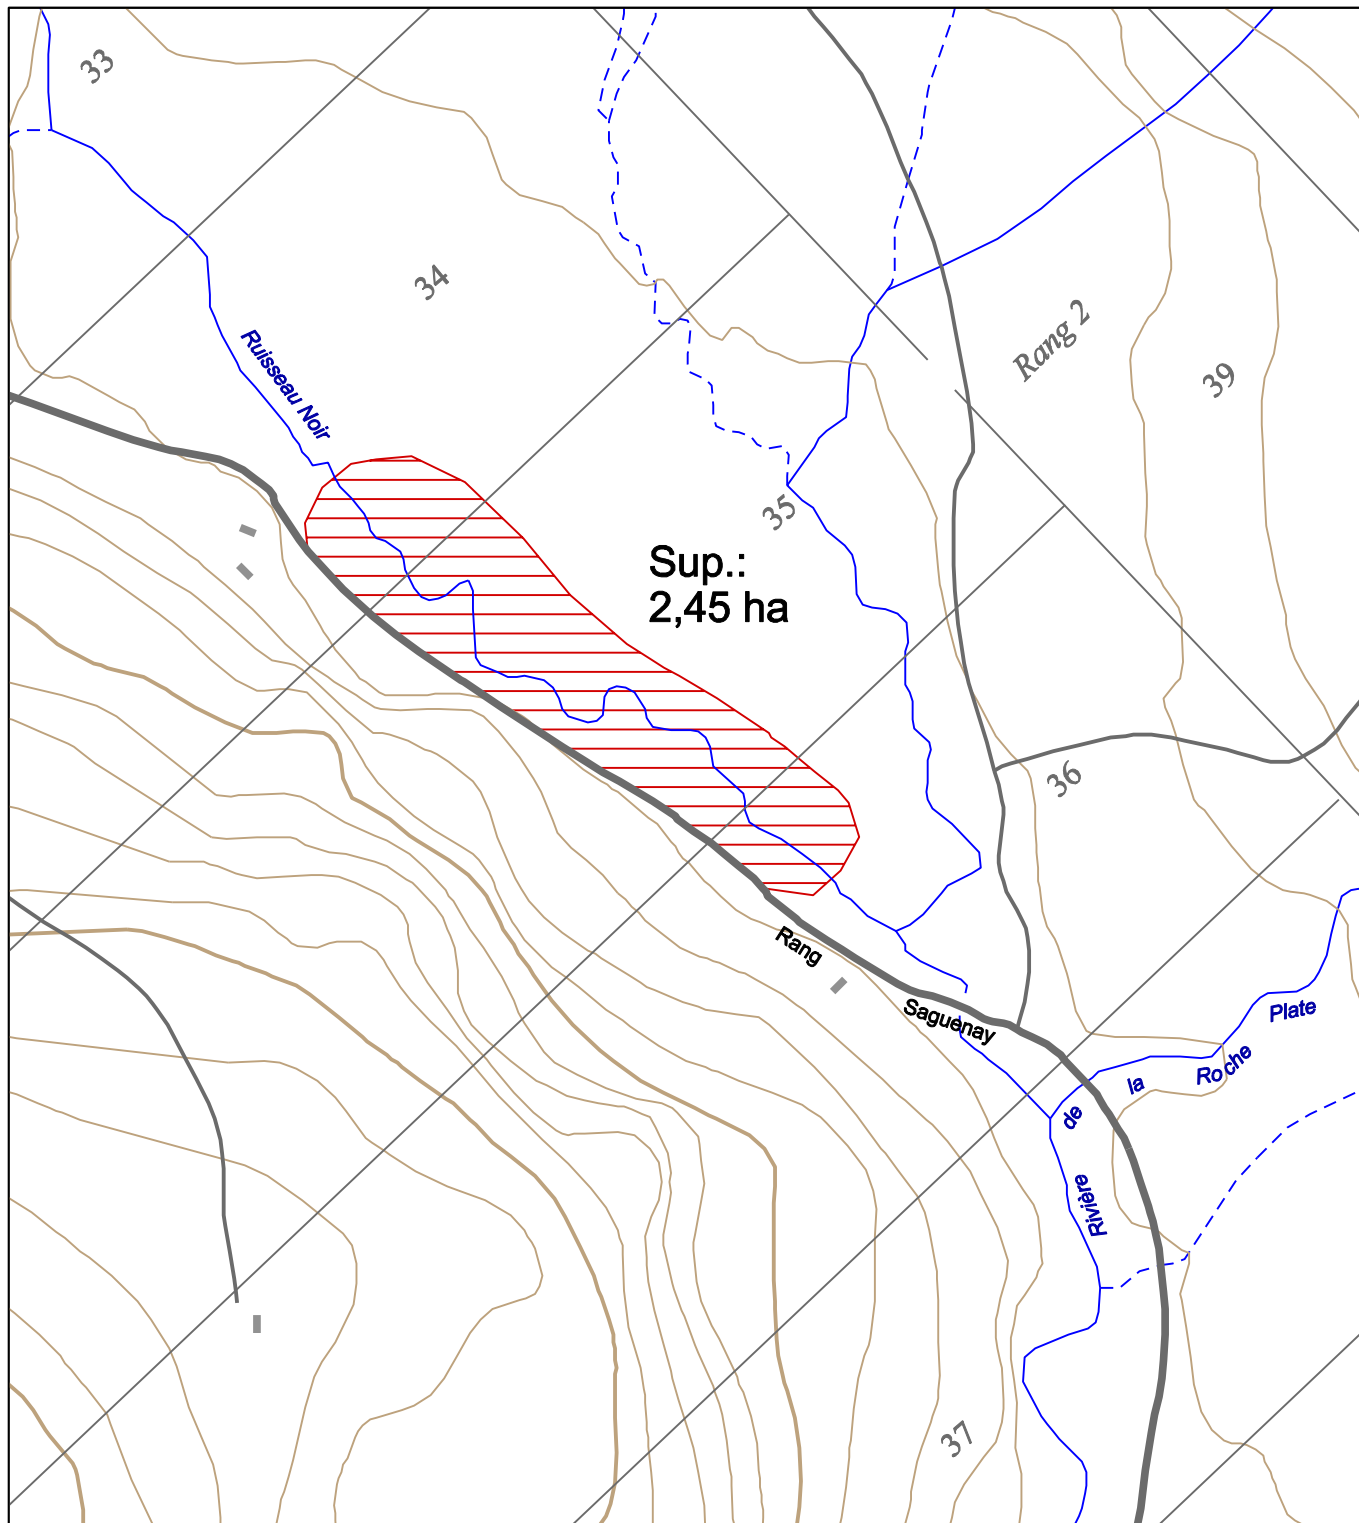 33
34
Rang 2
39
Ruisseau Noir
35
Sup.:
2,45 ha
36
Rang
Saguenay
Rivière
de
la
Roche
Plate
37